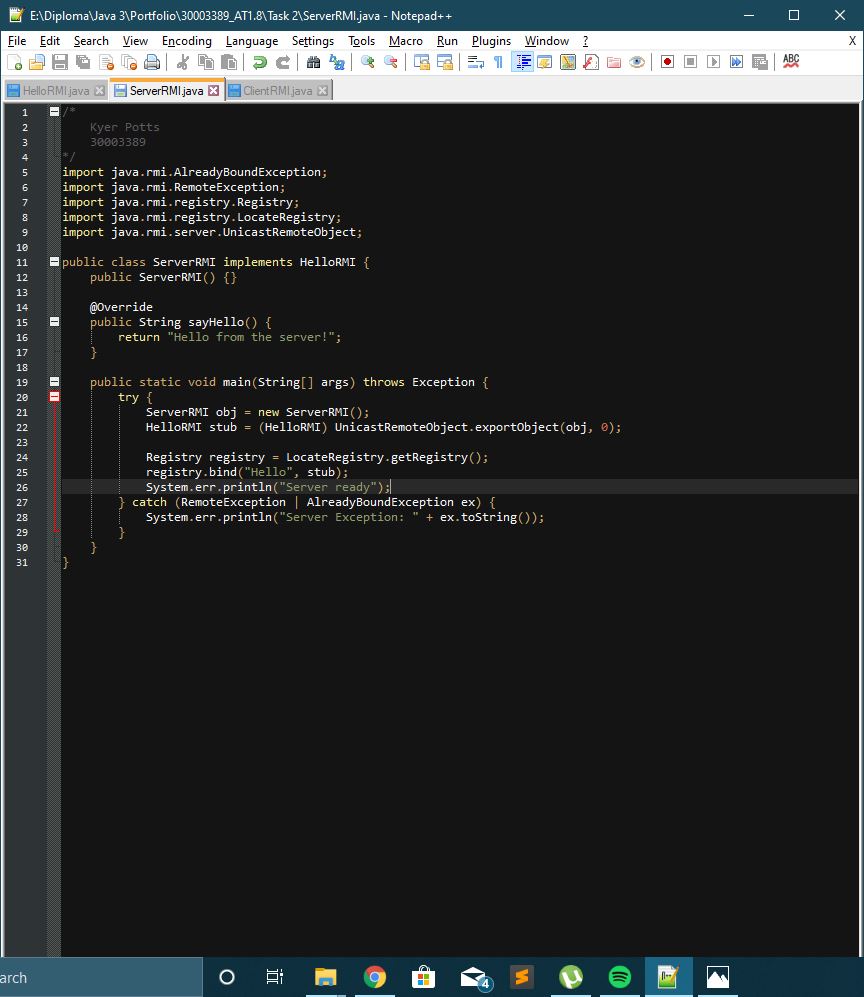 E:\Diploma\Java 3\Portfolio\30003389_AT1.8\Task 2\ServerRMI.java - Notepad++
File Edit Search View Encoding Language Settings Tools Macro Run Plugins Window ? X
ABC
HelloRMI.java ServerRMI.java ClientRMI.java
1 /*
2 Kyer Potts
3 30003389
4 */
5 import java.rmi.AlreadyBoundException;
6 import java.rmi.RemoteException;
7 import java.rmi.registry.Registry;
8 import java.rmi.registry.LocateRegistry;
9 import java.rmi.server.UnicastRemoteObject;
10
11 public class ServerRMI implements HelloRMI {
12 public ServerRMI() {}
13
14 @Override
15 public String sayHello() {
16 return "Hello from the server!";
17 }
18
19 public static void main(String[] args) throws Exception {
20 try {
21 ServerRMI obj = new ServerRMI();
22 HelloRMI stub = (HelloRMI) UnicastRemoteObject.exportObject(obj, 0);
23
24 Registry registry = LocateRegistry.getRegistry();
25 registry.bind("Hello", stub);
26 System.err.println("Server ready");
27 } catch (RemoteException | AlreadyBoundException ex) {
28 System.err.println("Server Exception: " + ex.toString());
29 }
30 }
31 }
arch
4